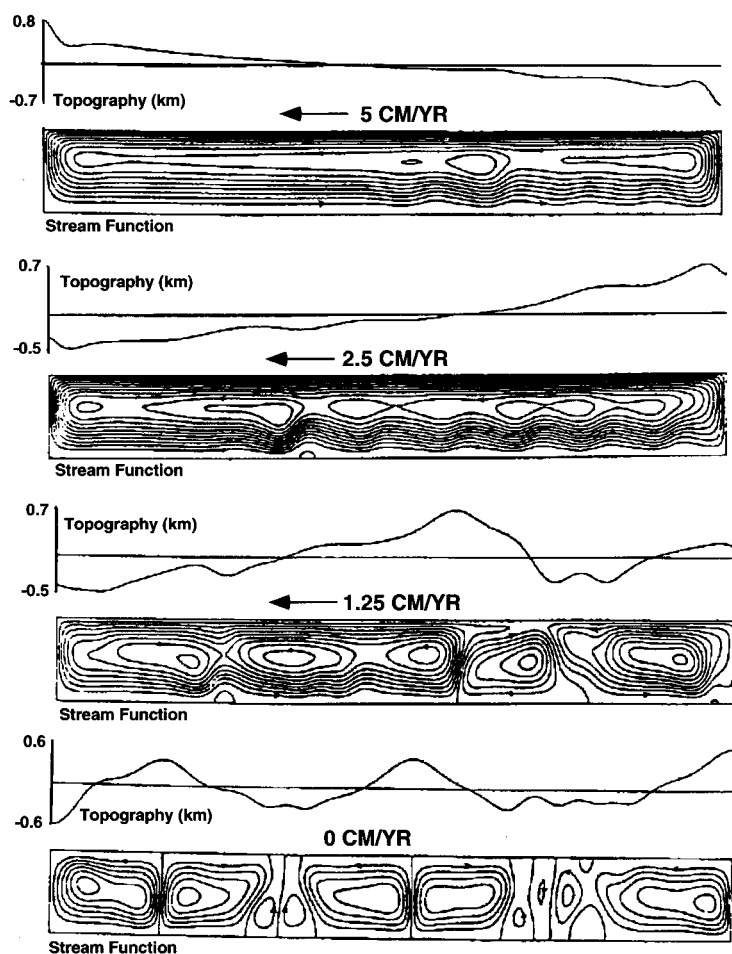 0.8
-0.7
Topography (km)
5 CM/YR
Stream Function
0.7
Topography (km)
-0.5
2.5 CM/YR
Stream Function
0.7
Topography (km)
-0.5
1.25 CM/YR
Stream Function
0.6
-0.6
Topography (km)
0 CM/YR
Stream Function